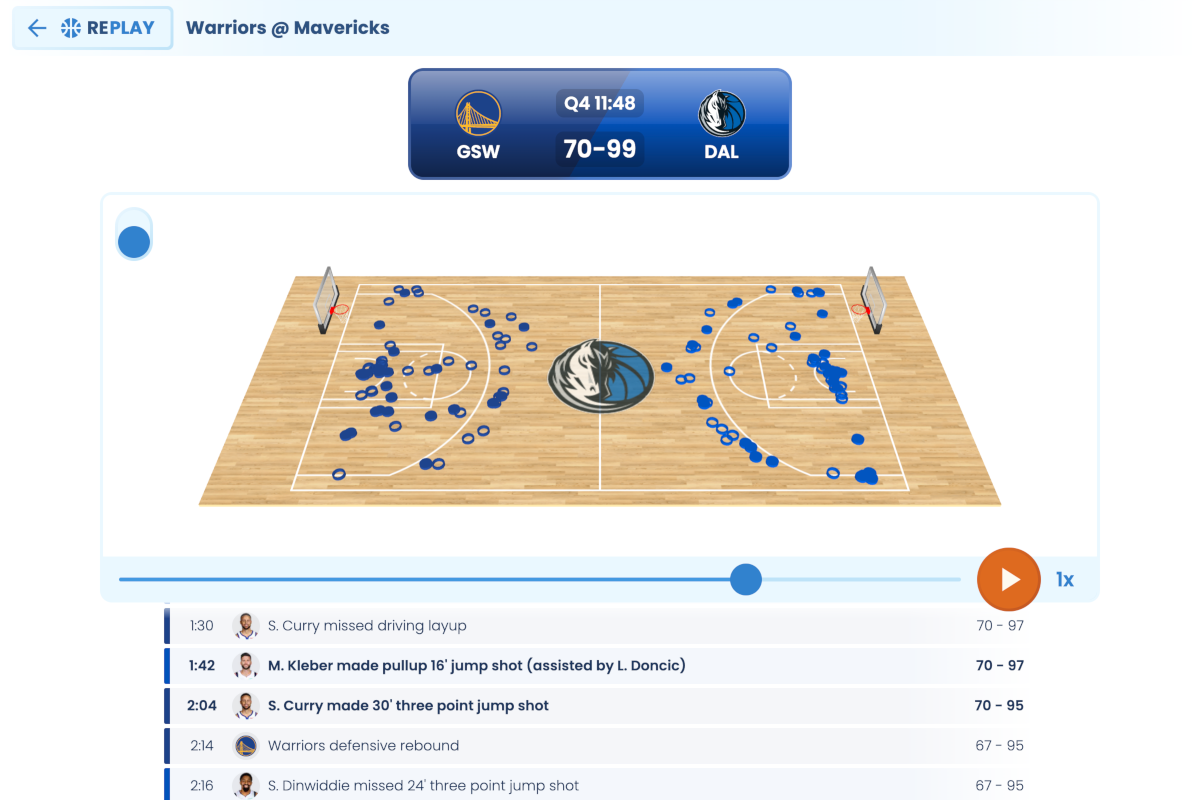 REPLAY Warriors @ Mavericks
Q4 11:48
70-99
GSW DAL
1x
1:30 S. Curry missed driving layup 70 - 97
1:42 M. Kleber made pullup 16' jump shot (assisted by L. Doncic) 70 - 97
2:04 S. Curry made 30' three point jump shot 70 - 95
2:14 Warriors defensive rebound 67 - 95
2:16 S. Dinwiddie missed 24' three point jump shot 67 - 95